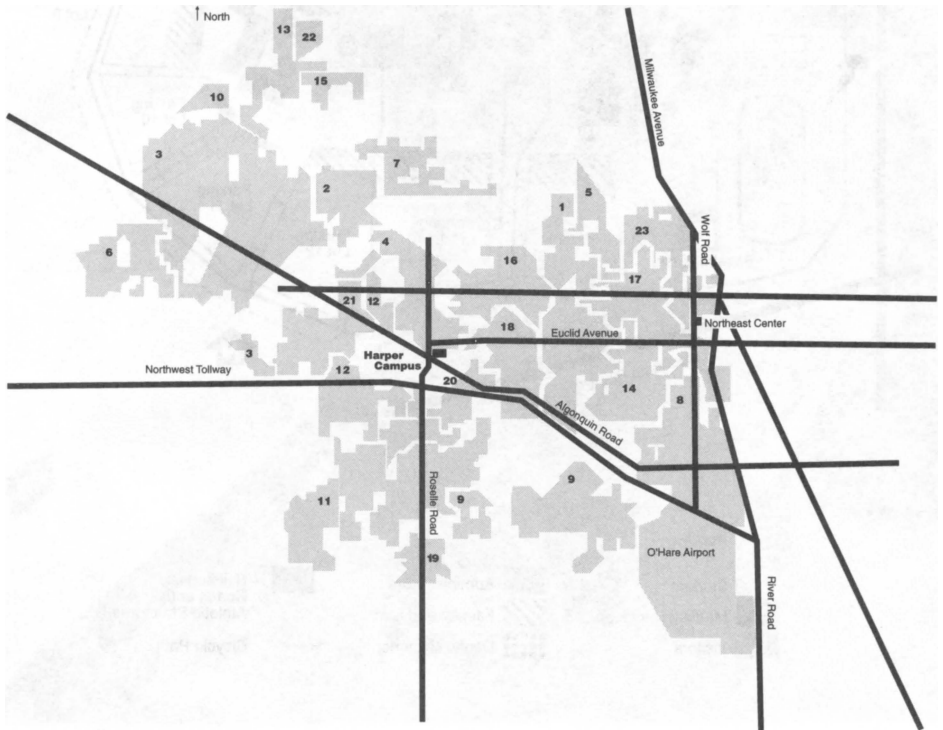 North
13
22
15
10
3
7
2
5
1
23
4
6
16
17
21
12
18
Milwaukee Avenue
Wolf Road
Northeast Center
Euclid Avenue
3
Harper
Campus
Northwest Tollway
12
20
14
8
Algonquin Road
9
9
11
Roselle Road
19
O'Hare Airport
River Road